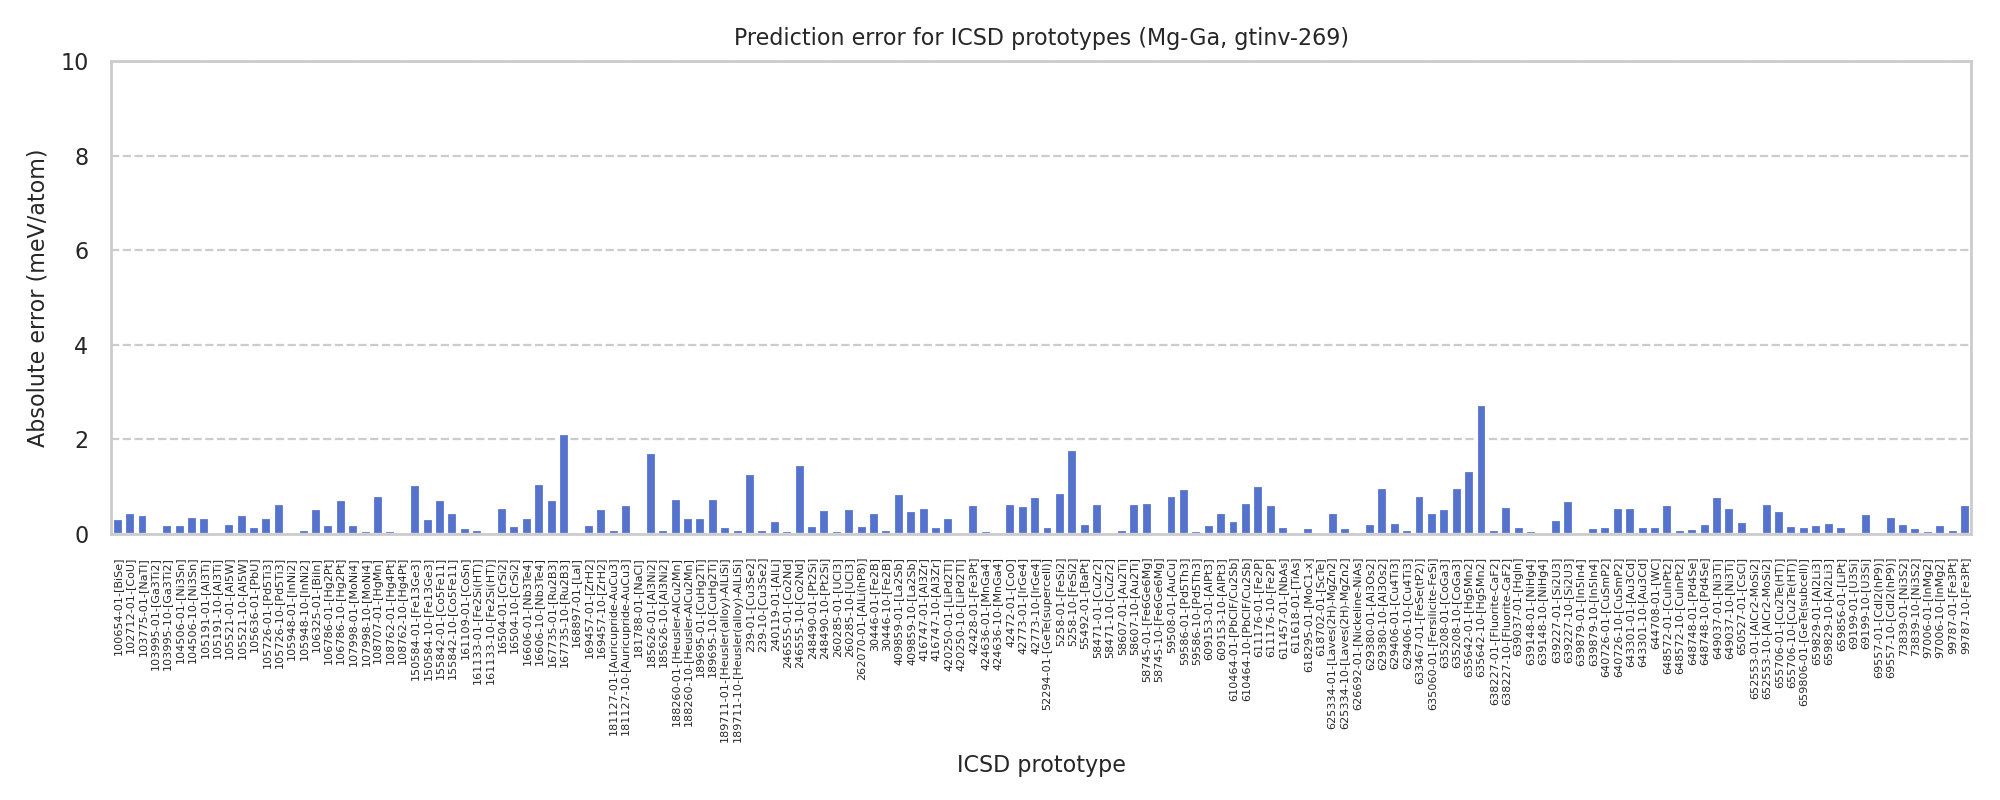 Prediction error for ICSD prototypes (Mg-Ga, gtinv-269)
Absolute error (meV/atom)
10
8
6
4
2
0
100654-01-[BiSe]
102712-01-[CoU]
103775-01-[NaTl]
103995-01-[Ga3Ti2]
103995-10-[Ga3Ti2]
104506-01-[Ni3Sn]
104506-10-[Ni3Sn]
105191-01-[Al3Ti]
105191-10-[Al3Ti]
105521-01-[Al5W]
105521-10-[Al5W]
105636-01-[PbU]
105726-01-[Pd5Ti3]
105726-10-[Pd5Ti3]
105948-01-[InNi2]
105948-10-[InNi2]
106325-01-[BiIn]
106786-01-[Hg2Pt]
106786-10-[Hg2Pt]
107998-01-[MoNi4]
107998-10-[MoNi4]
108707-01-[HgMn]
108762-01-[Hg4Pt]
108762-10-[Hg4Pt]
150584-01-[Fe13Ge3]
150584-10-[Fe13Ge3]
155842-01-[Co5Fe11]
155842-10-[Co5Fe11]
161109-01-[CoSn]
161133-01-[Fe2Si(HT)]
161133-10-[Fe2Si(HT)]
16504-01-[CrSi2]
16504-10-[CrSi2]
16606-01-[Nb3Te4]
16606-10-[Nb3Te4]
167735-01-[Ru2B3]
167735-10-[Ru2B3]
168897-01-[LaI]
169457-01-[ZrH2]
169457-10-[ZrH2]
181127-01-[Auricupride-AuCu3]
181127-10-[Auricupride-AuCu3]
181788-01-[NaCl]
185626-01-[Al3Ni2]
185626-10-[Al3Ni2]
188260-01-[Heusler-AlCu2Mn]
188260-10-[Heusler-AlCu2Mn]
189695-01-[CuHg2Ti]
189695-10-[CuHg2Ti]
189711-01-[Heusler(alloy)-AlLiSi]
189711-10-[Heusler(alloy)-AlLiSi]
239-01-[Cu3Se2]
239-10-[Cu3Se2]
240119-01-[AlLi]
246555-01-[Co2Nd]
246555-10-[Co2Nd]
248490-01-[Pt2Si]
248490-10-[Pt2Si]
260285-01-[UCl3]
260285-10-[UCl3]
262070-01-[AlLi(hP8)]
30446-01-[Fe2B]
30446-10-[Fe2B]
409859-01-[La2Sb]
409859-10-[La2Sb]
416747-01-[Al3Zr]
416747-10-[Al3Zr]
420250-01-[LiPd2Tl]
420250-10-[LiPd2Tl]
42428-01-[Fe3Pt]
424636-01-[MnGa4]
424636-10-[MnGa4]
42472-01-[CoO]
42773-01-[IrGe4]
42773-10-[IrGe4]
52294-01-[GeTe(supercell)]
5258-01-[FeSi2]
5258-10-[FeSi2]
55492-01-[BaPt]
58471-01-[CuZr2]
58471-10-[CuZr2]
58607-01-[Au2Ti]
58607-10-[Au2Ti]
58745-01-[Fe6Ge6Mg]
58745-10-[Fe6Ge6Mg]
59508-01-[AuCu]
59586-01-[Pd5Th3]
59586-10-[Pd5Th3]
609153-01-[AlPt3]
609153-10-[AlPt3]
610464-01-[PbClF/Cu2Sb]
610464-10-[PbClF/Cu2Sb]
611176-01-[Fe2P]
611176-10-[Fe2P]
611457-01-[NbAs]
611618-01-[TiAs]
618295-01-[MoC1-x]
618702-01-[ScTe]
625334-01-[Laves(2H)-MgZn2]
625334-10-[Laves(2H)-MgZn2]
626692-01-[Nickeline-NiAs]
629380-01-[Al3Os2]
629380-10-[Al3Os2]
629406-01-[Cu4Ti3]
629406-10-[Cu4Ti3]
633467-01-[FeSe(tP2)]
635060-01-[Fersilicite-FeSi]
635208-01-[CoGa3]
635208-10-[CoGa3]
635642-01-[Hg5Mn2]
635642-10-[Hg5Mn2]
638227-01-[Fluorite-CaF2]
638227-10-[Fluorite-CaF2]
639037-01-[HgIn]
639148-01-[NiHg4]
639148-10-[NiHg4]
639227-01-[Si2U3]
639227-10-[Si2U3]
639879-01-[In5In4]
639879-10-[In5In4]
640726-01-[CuSmP2]
640726-10-[CuSmP2]
643301-01-[Au3Cd]
643301-10-[Au3Cd]
644708-01-[WC]
648572-01-[CuInPt2]
648572-10-[CuInPt2]
648748-01-[Pd4Se]
648748-10-[Pd4Se]
649037-01-[Ni3Ti]
649037-10-[Ni3Ti]
650527-01-[CsCl]
652553-01-[AlCr2-MoSi2]
652553-10-[AlCr2-MoSi2]
655706-01-[Cu2Te(HT)]
655706-10-[Cu2Te(HT)]
659806-01-[GeTe(subcell)]
659829-01-[Al2Li3]
659829-10-[Al2Li3]
659856-01-[LiPt]
69199-01-[U3Si]
69199-10-[U3Si]
69557-01-[CdI2(hP9)]
69557-10-[CdI2(hP9)]
73839-01-[Ni3S2]
73839-10-[Ni3S2]
97006-01-[InMg2]
97006-10-[InMg2]
99787-01-[Fe3Pt]
99787-10-[Fe3Pt]
ICSD prototype